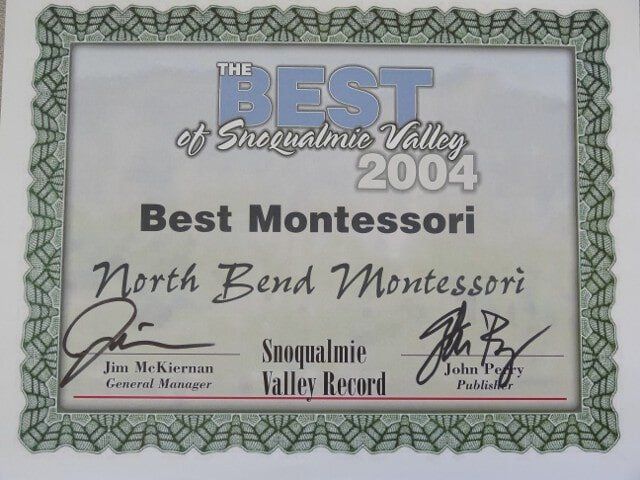 THE
BEST
of Snoqualmie Valley
2004
Best Montessori
North Bend Montessori
Jim McKiernan
General Manager
Snoqualmie
Valley Record
John Perry
Publisher